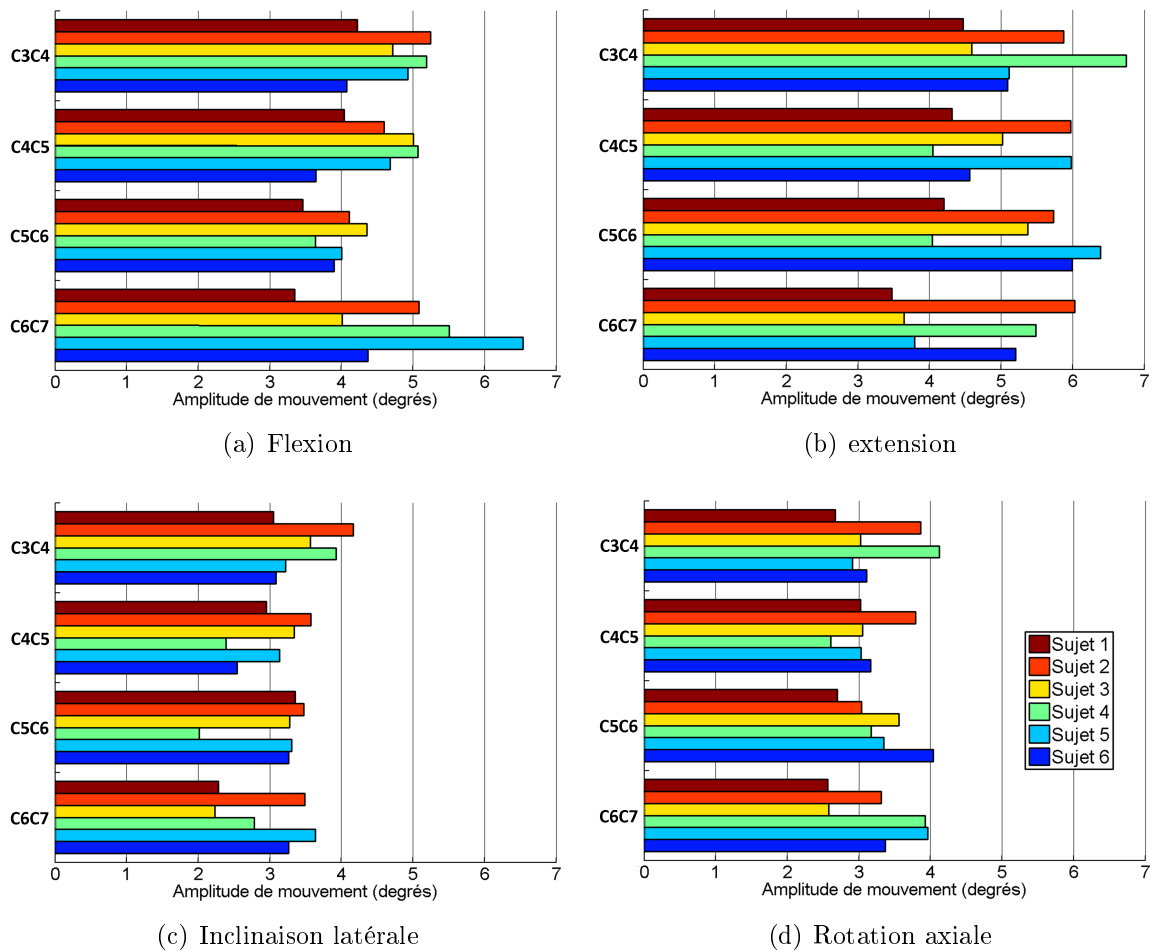 C3C4
C4C5
C5C6
C6C7
0 1 2 3 4 5 6 7
Amplitude de mouvement (degrés)
(a) Flexion
C3C4
C4C5
C5C6
C6C7
0 1 2 3 4 5 6 7
Amplitude de mouvement (degrés)
(b) extension
C3C4
C4C5
C5C6
C6C7
0 1 2 3 4 5 6 7
Amplitude de mouvement (degrés)
(c) Inclinaison latérale
C3C4
C4C5
C5C6
C6C7
Sujet 1
Sujet 2
Sujet 3
Sujet 4
Sujet 5
Sujet 6
0 1 2 3 4 5 6 7
Amplitude de mouvement (degrés)
(d) Rotation axiale